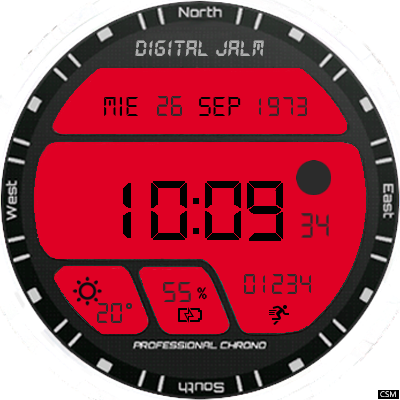 North
DIGITAL JALM
MIE 26 SEP 1973
West
East
10:09 34
20°
55 %
01234
PROFESSIONAL CHRONO
South
CSM